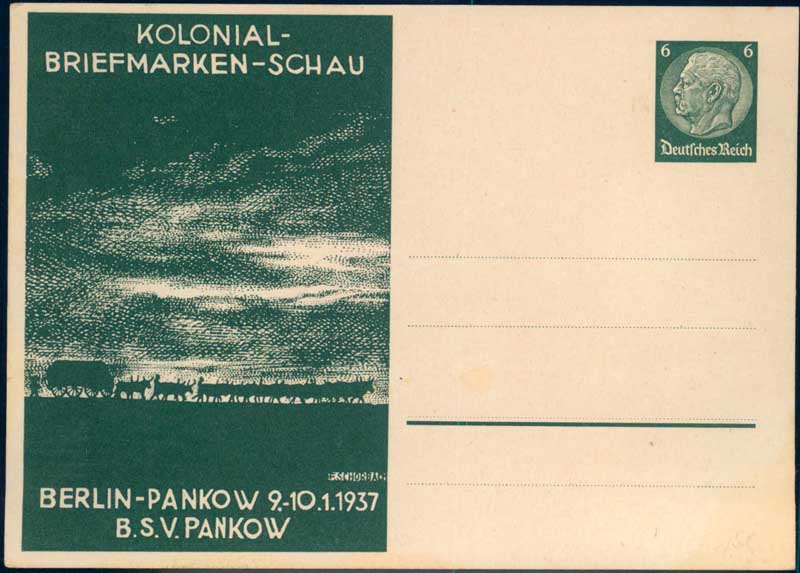 KOLONIAL-
BRIEFMARKEN-SCHAU
6 6
Deutsches Reich
F.SCHORBACH
BERLIN-PANKOW 9.-10.1.1937
B.S.V. PANKOW